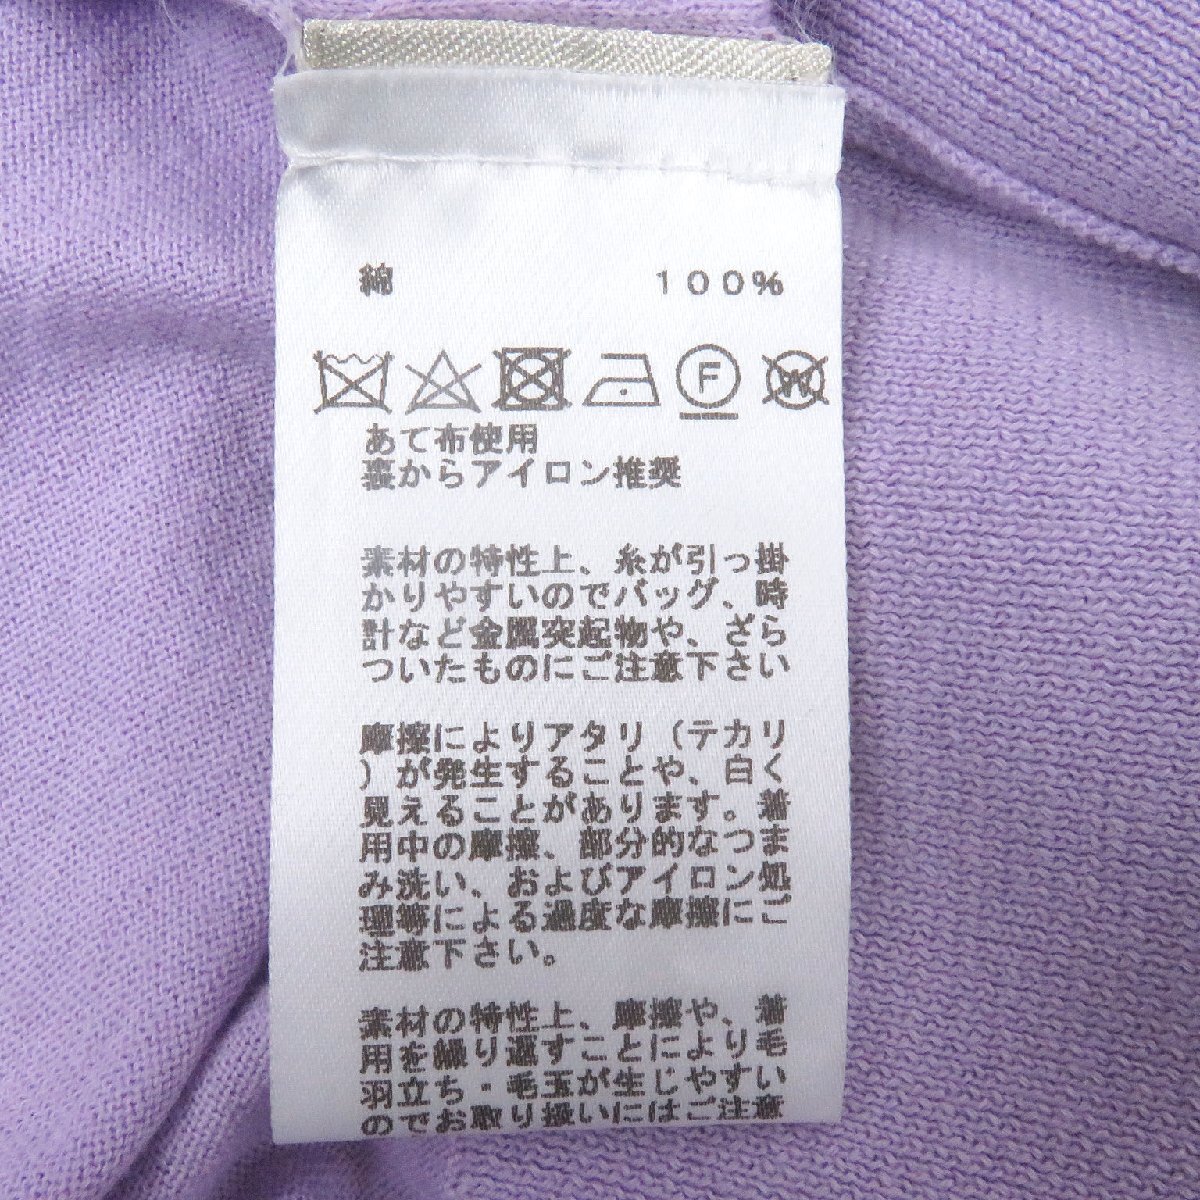 綿 100%
F W
あて布使用
裏からアイロン推奨
素材の特性上、糸が引っ掛
かりやすいのでバッグ、時
計など金属突起物や、ざら
ついたものにご注意下さい
摩擦によりアタリ（テカリ
）が発生することや、白く
見えることがあります。着
用中の摩擦、部分的なつま
み洗い、およびアイロン処
理等による過度な摩擦にご
注意下さい。
素材の特性上、摩擦や、着
用を繰り返すことにより毛
羽立ち・毛玉が生じやすい
のでお取り扱いにはご注意